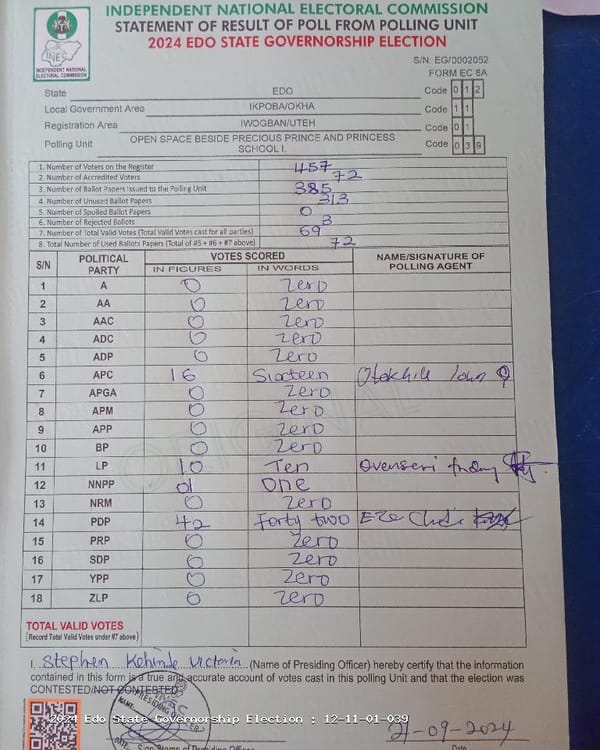 INDEPENDENT NATIONAL ELECTORAL COMMISSION
STATEMENT OF RESULT OF POLL FROM POLLING UNIT
2024 EDO STATE GOVERNORSHIP ELECTION
INEC
INDEPENDENT NATIONAL
ELECTORAL COMMISSION
S/N: EG/0002052
FORM EC 8A
State EDO Code 0 1 2
Local Government Area IKPOBA/OKHA Code 1 1
Registration Area IWOGBAN/UTEH Code 0 1
Polling Unit OPEN SPACE BESIDE PRECIOUS PRINCE AND PRINCESS SCHOOL I. Code 0 3 9
1. Number of Voters on the Register 457
2. Number of Accredited Voters 72
3. Number of Ballot Papers Issued to the Polling Unit 385
4. Number of Unused Ballot Papers 313
5. Number of Spoiled Ballot Papers 0
6. Number of Rejected Ballots 3
7. Number of Total Valid Votes (Total Valid Votes cast for all parties) 69
8. Total Number of Used Ballots Papers (Total of #5 + #6 + #7 above) 72
S/N POLITICAL PARTY VOTES SCORED NAME/SIGNATURE OF POLLING AGENT
IN FIGURES IN WORDS
1 A 0 Zero
2 AA 0 Zero
3 AAC 0 Zero
4 ADC 0 Zero
5 ADP 0 Zero
6 APC 16 Sixteen
7 APGA 0 Zero
8 APM 0 Zero
9 APP 0 Zero
10 BP 0 Zero
11 LP 10 Ten
12 NNPP 01 One
13 NRM 0 Zero
14 PDP 42 Forty two
15 PRP 0 Zero
16 SDP 0 Zero
17 YPP 0 Zero
18 ZLP 0 Zero
TOTAL VALID VOTES
(Record Total Valid Votes under #7 above)
I. Stephen Kehinde Victoria (Name of Presiding Officer) hereby certify that the information
contained in this form is a true and accurate account of votes cast in this polling Unit and that the election was
CONTESTED/NOT CONTESTED
2024 Edo State Governorship Election : 12-11-01-039
21-09-2024